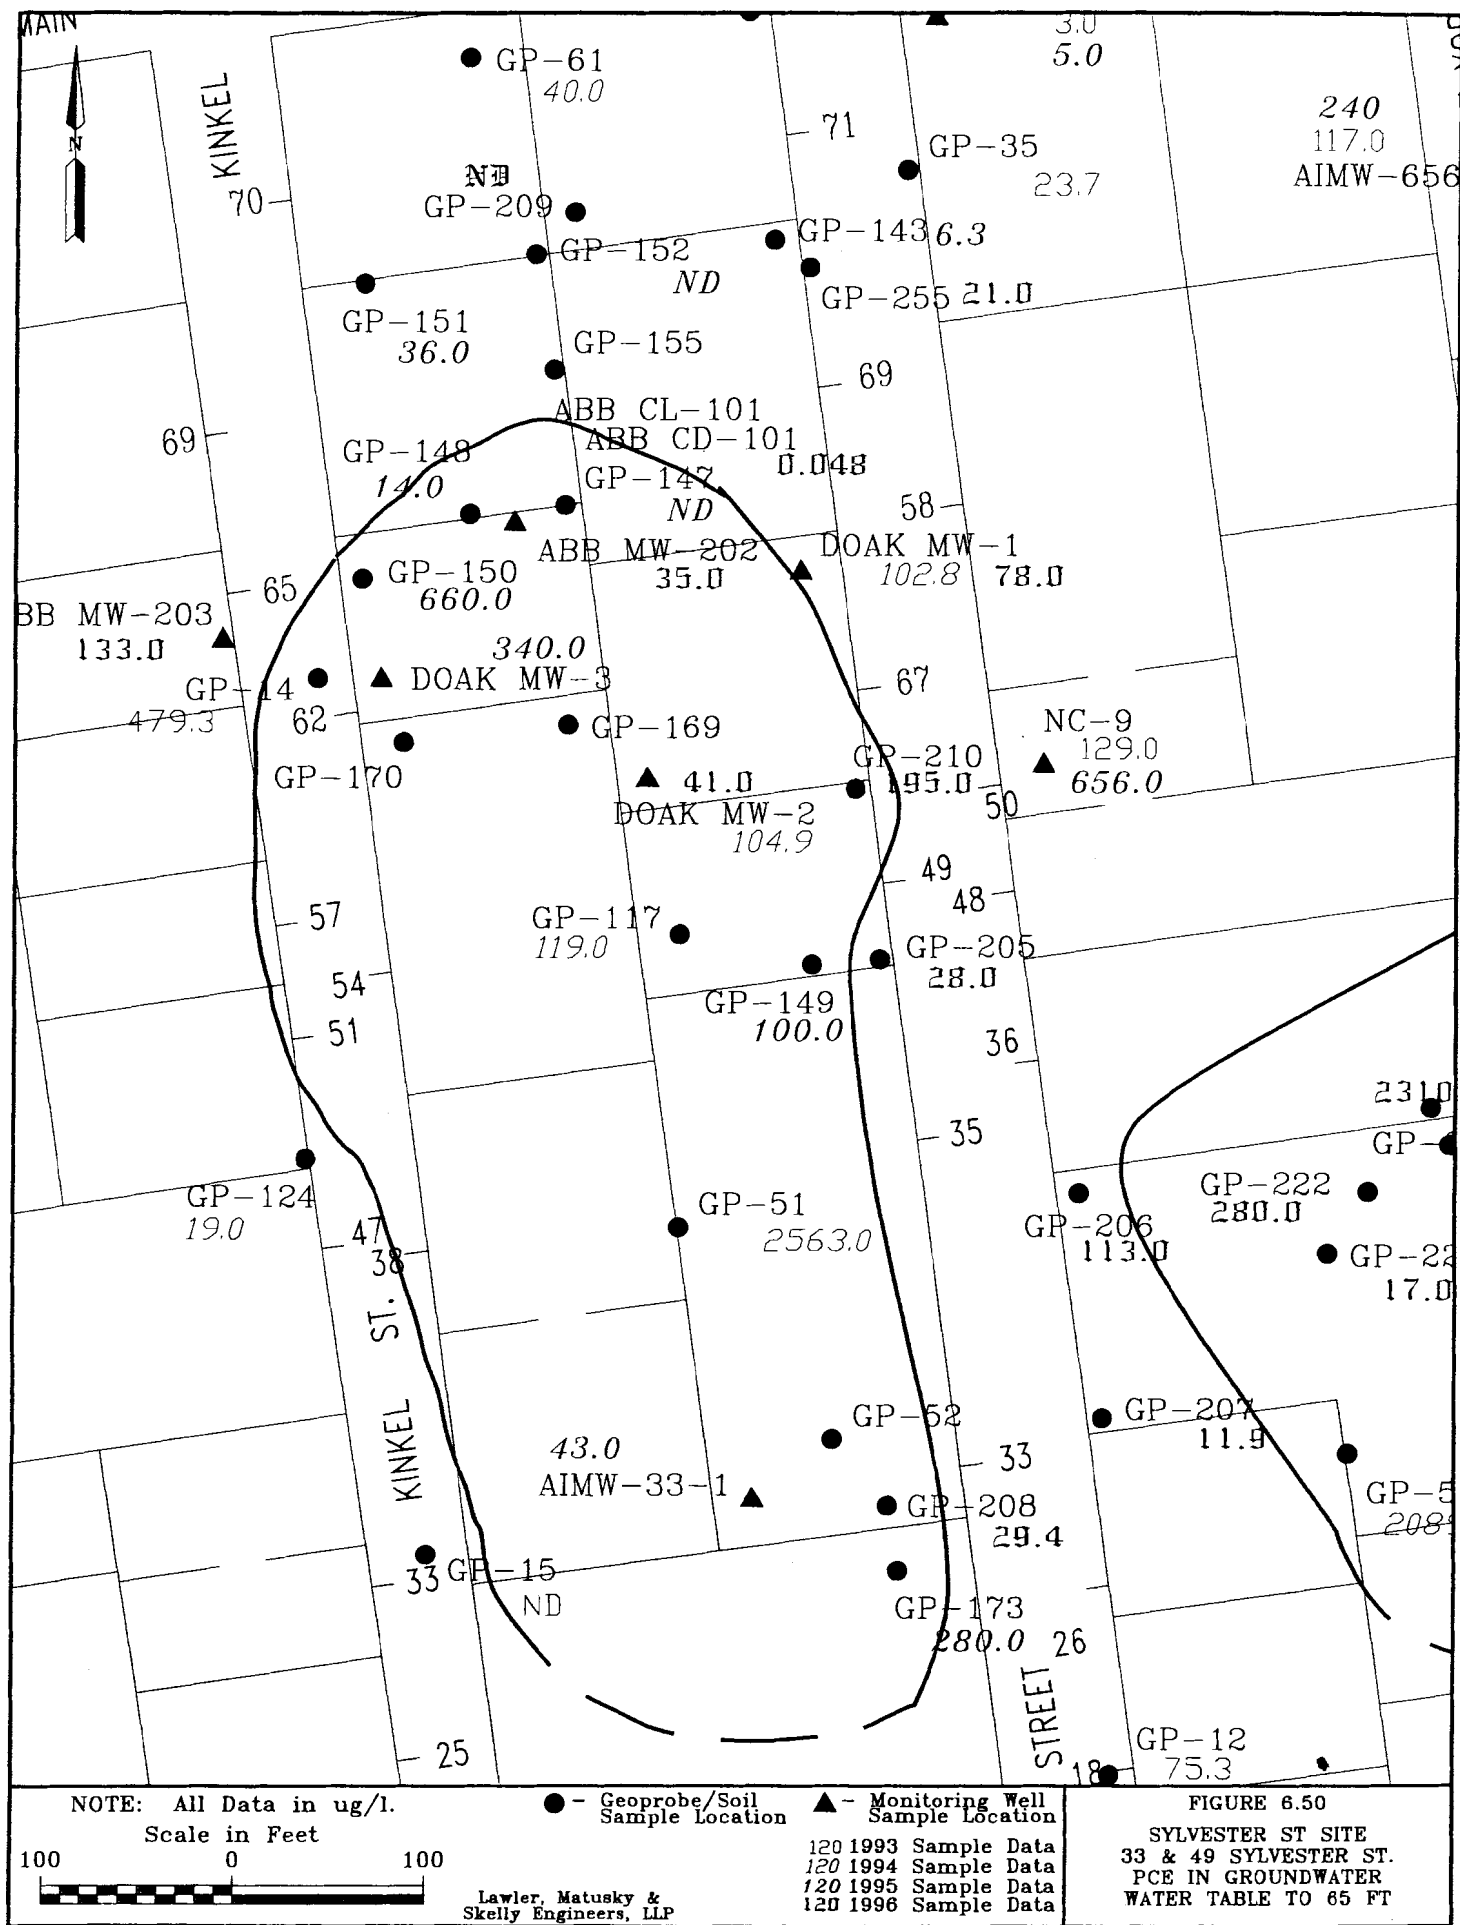 MAIN
KINKEL
N
GP-61
40.0
3.0
5.0
71
GP-35
23.7
240
117.0
AIMW-656
70
ND
GP-209
GP-152
ND
GP-143 6.3
GP-255 21.0
GP-151
36.0
GP-155
69
69
ABB CL-101
ABB CD-101
0.048
GP-148
14.0
GP-147
ND
58
ABB MW-202
35.0
DOAK MW-1
102.8 78.0
GP-150
660.0
65
BB MW-203
133.0
340.0
DOAK MW-3
GP-14
479.3
62
67
GP-169
GP-170
41.0
DOAK MW-2
104.9
GP-210
195.0
NC-9
129.0
656.0
50
49
48
57
GP-117
119.0
GP-205
28.0
54
GP-149
100.0
51
36
35
231.0
GP-
GP-222
280.0
GP-124
19.0
GP-51
2563.0
GP-206
113.0
GP-22
17.0
47
38
ST.
KINKEL
GP-52
GP-207
11.9
43.0
AIMW-33-1
33
GP-208
29.4
GP-5
208
33
GP-15
ND
GP-173
280.0
26
STREET
25
GP-12
75.3
18
NOTE: All Data in ug/l.
Scale in Feet
100 0 100
Lawler, Matusky &
Skelly Engineers, LLP
- Geoprobe/Soil
Sample Location
- Monitoring Well
Sample Location
120 1993 Sample Data
120 1994 Sample Data
120 1995 Sample Data
120 1996 Sample Data
FIGURE 6.50
SYLVESTER ST SITE
33 & 49 SYLVESTER ST.
PCE IN GROUNDWATER
WATER TABLE TO 65 FT